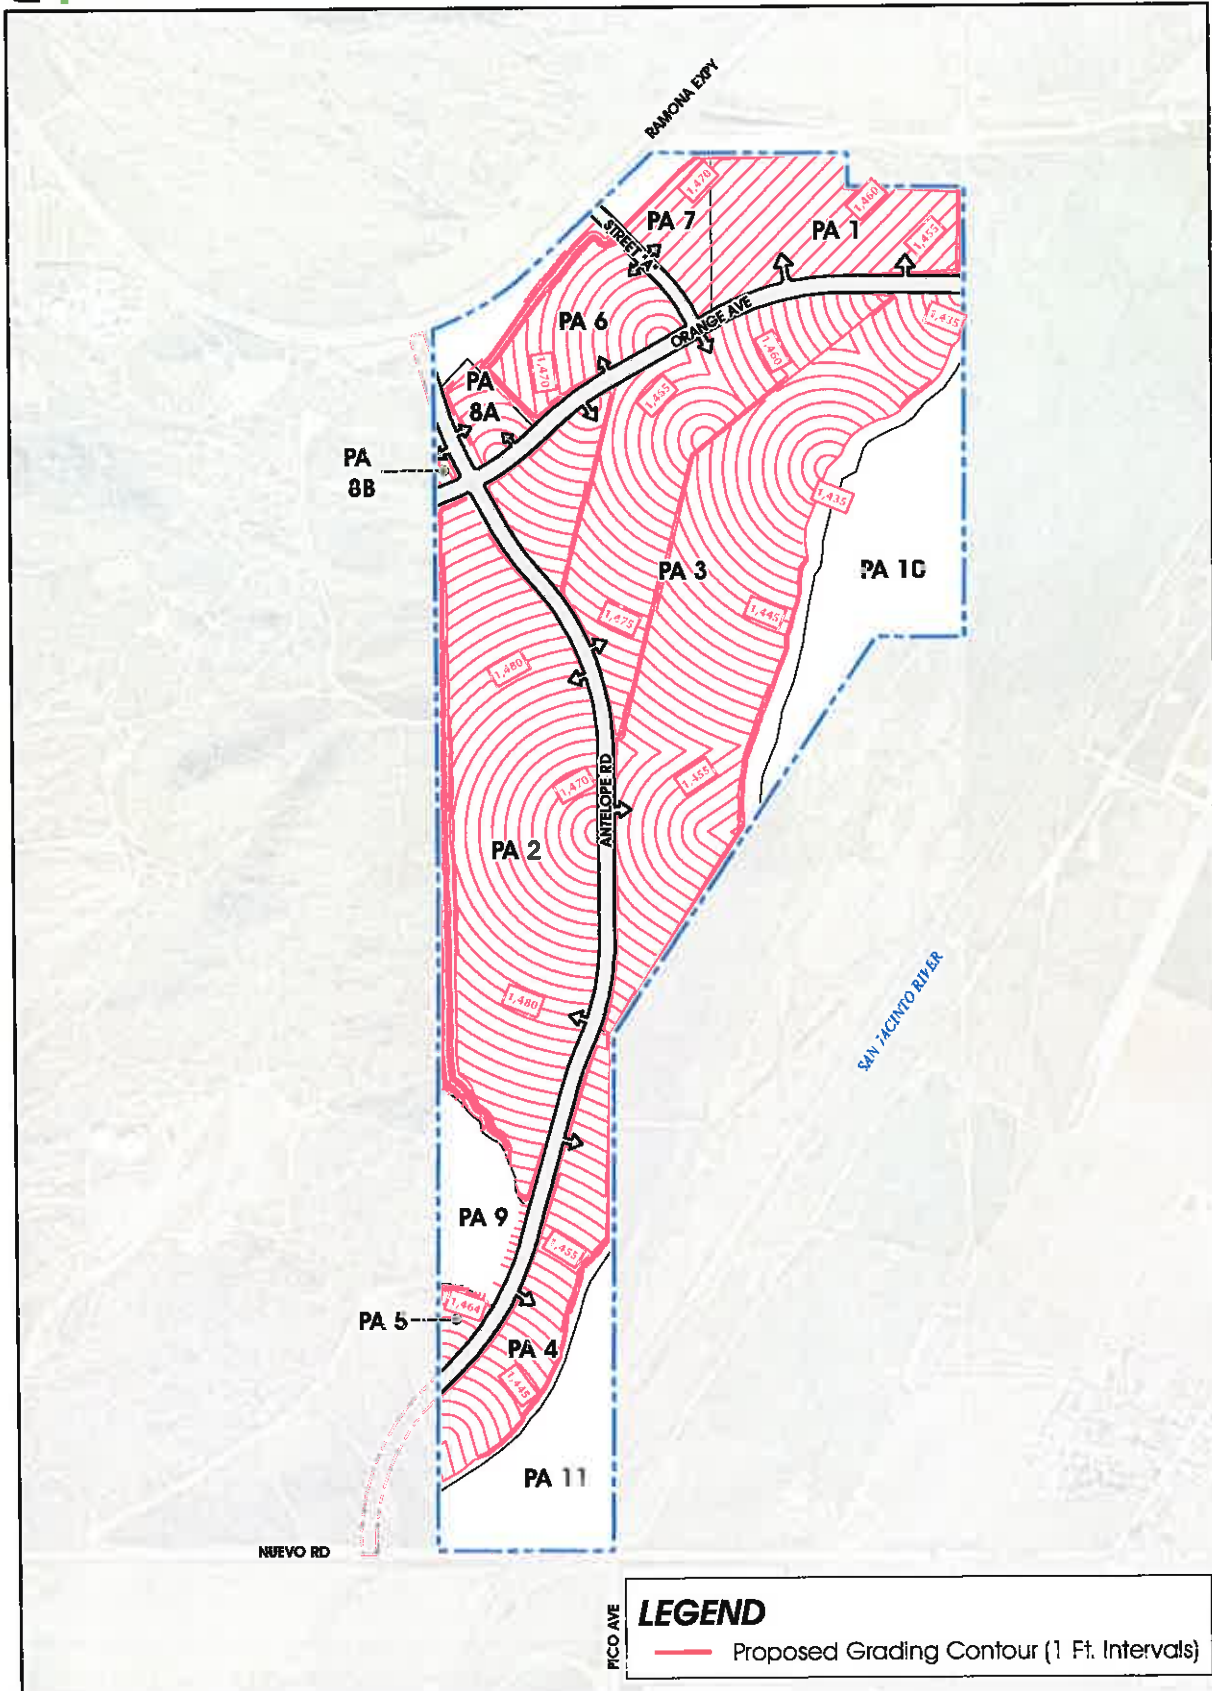 RAMONA EXPY
1,470
PA 7
1,460
STREET "A"
PA 1
1,455
PA 6
ORANGE AVE
1,435
1,460
1,470
PA
8A
1,455
PA
8B
1,435
PA 3
PA 10
1,475
1,445
1,480
ANTELOPE RD
1,470
1,455
PA 2
1,480
SAN JACINTO RIVER
PA 9
1,455
1,464
PA 5
PA 4
1,445
PA 11
NUEVO RD
PICO AVE
LEGEND
Proposed Grading Contour (1 Ft. Intervals)